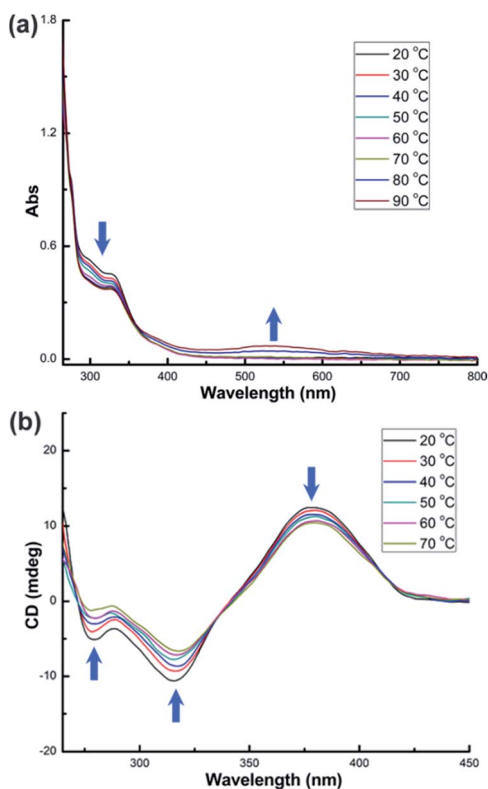 (a)
1.8
1.2
0.6
0.0
Abs
20 °C
30 °C
40 °C
50 °C
60 °C
70 °C
80 °C
90 °C
300 400 500 600 700 800
Wavelength (nm)
(b)
20
10
0
-10
-20
CD (mdeg)
20 °C
30 °C
40 °C
50 °C
60 °C
70 °C
300 350 400 450
Wavelength (nm)